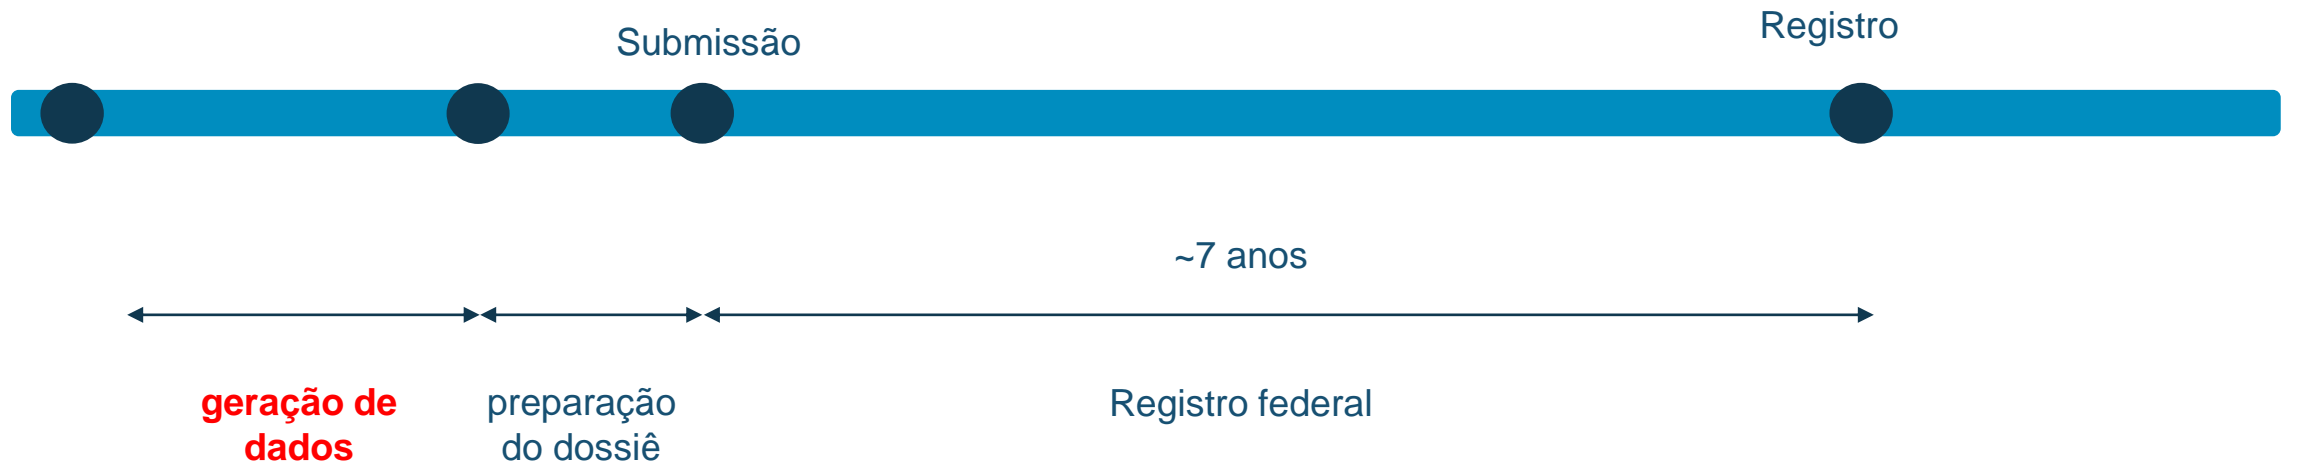 Submissão
Registro
~7 anos
geração de
dados
preparação
do dossiê
Registro federal